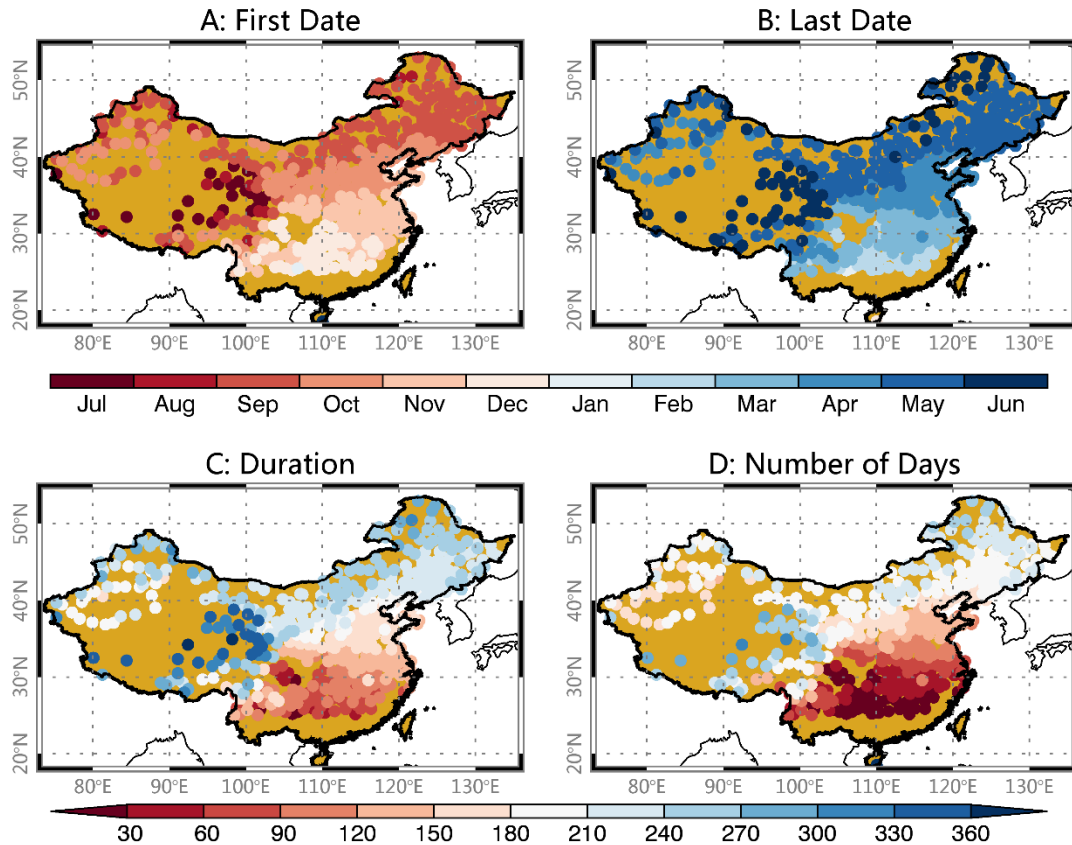 A: First Date
B: Last Date
50°N
40°N
30°N
20°N
50°N
40°N
30°N
20°N
80°E 90°E 100°E 110°E 120°E 130°E
80°E 90°E 100°E 110°E 120°E 130°E
Jul Aug Sep Oct Nov Dec Jan Feb Mar Apr May Jun
C: Duration
D: Number of Days
50°N
40°N
30°N
20°N
50°N
40°N
30°N
20°N
80°E 90°E 100°E 110°E 120°E 130°E
80°E 90°E 100°E 110°E 120°E 130°E
30 60 90 120 150 180 210 240 270 300 330 360